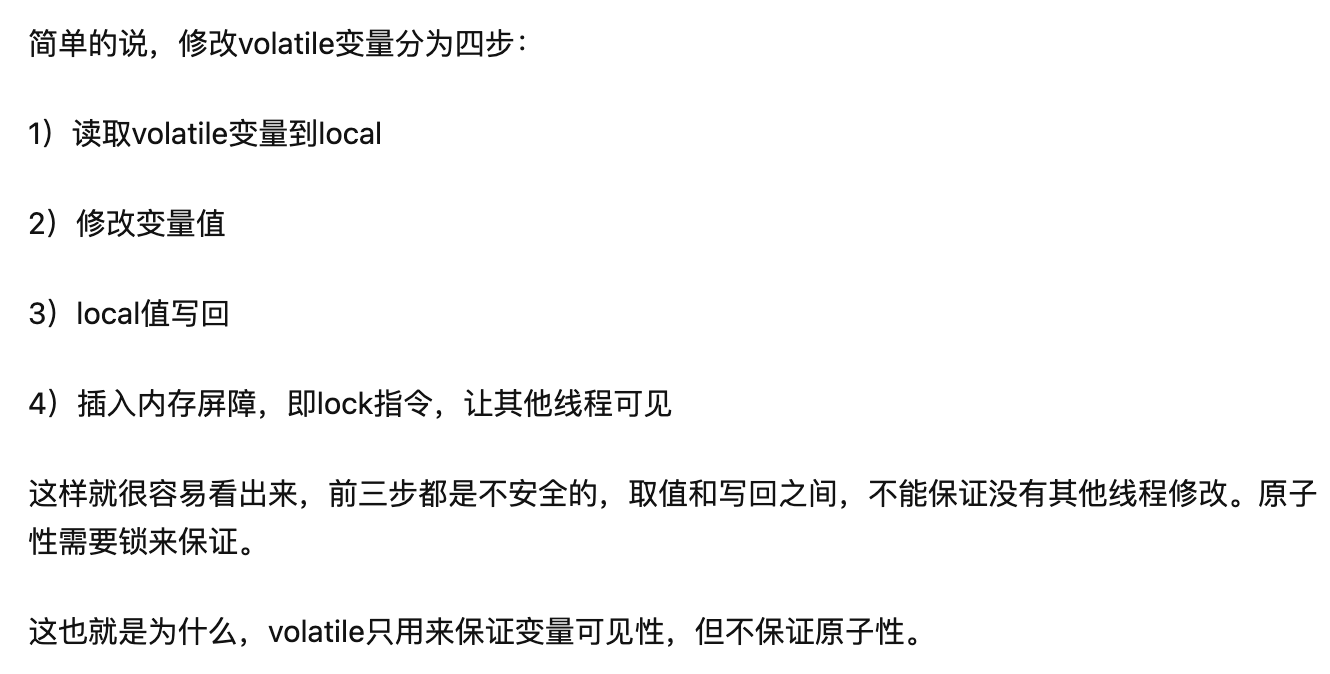 简单的说，修改volatile变量分为四步：
1）读取volatile变量到local
2）修改变量值
3）local值写回
4）插入内存屏障，即lock指令，让其他线程可见
这样就很容易看出来，前三步都是不安全的，取值和写回之间，不能保证没有其他线程修改。原子
性需要锁来保证。
这也就是为什么，volatile只用来保证变量可见性，但不保证原子性。